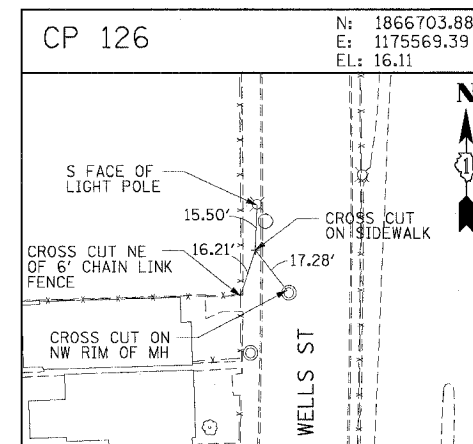 CP 126
N: 1866703.88
E: 1175569.39
EL: 16.11
N
1
S FACE OF
LIGHT POLE
15.50'
CROSS CUT
ON SIDEWALK
CROSS CUT NE
OF 6' CHAIN LINK
FENCE
16.21'
17.28'
CROSS CUT ON
NW RIM OF MH
WELLS ST